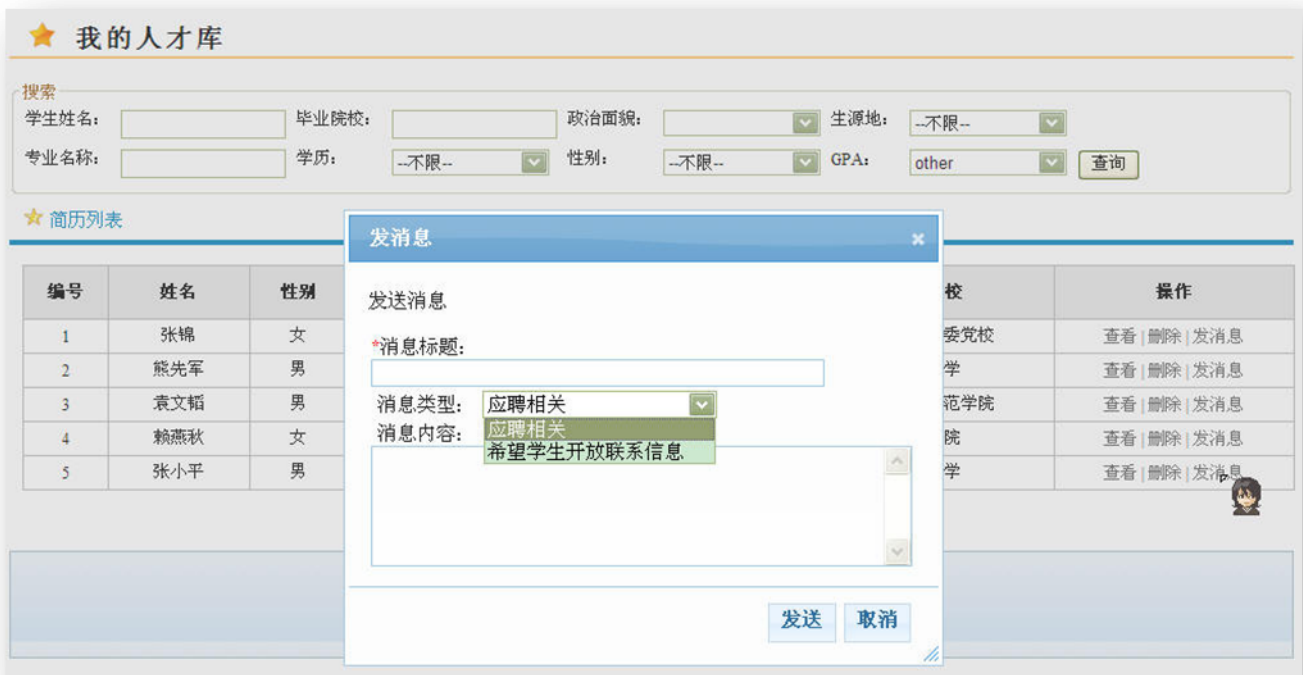 我的人才库
搜索
学生姓名： 毕业院校： 政治面貌： 生源地： --不限--
专业名称： 学历： --不限-- 性别： --不限-- GPA： other 查询
简历列表
发消息
发送消息
*消息标题：
消息类型： 应聘相关
应聘相关
希望学生开放联系信息
消息内容：
发送 取消
编号 姓名 性别 校 操作
1 张锦 女 委党校 查看 | 删除 | 发消息
2 熊先军 男 学 查看 | 删除 | 发消息
3 袁文韬 男 范学院 查看 | 删除 | 发消息
4 赖燕秋 女 院 查看 | 删除 | 发消息
5 张小平 男 学 查看 | 删除 | 发消息